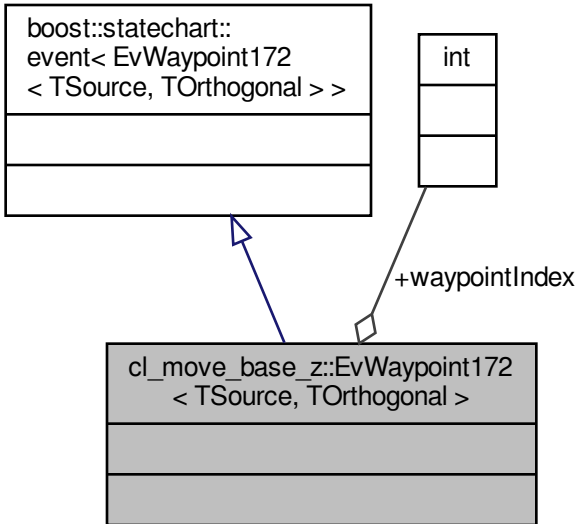 boost::statechart::
event< EvWaypoint172
< TSource, TOrthogonal > >
int
+waypointIndex
cl_move_base_z::EvWaypoint172
< TSource, TOrthogonal >